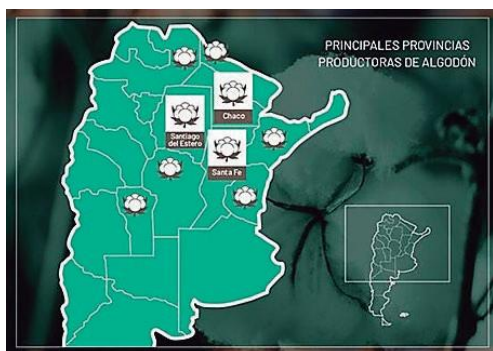 PRINCIPALES PROVINCIAS
PRODUCTORAS DE ALGODÓN
Chaco
Santiago
del Estero
Santa Fe